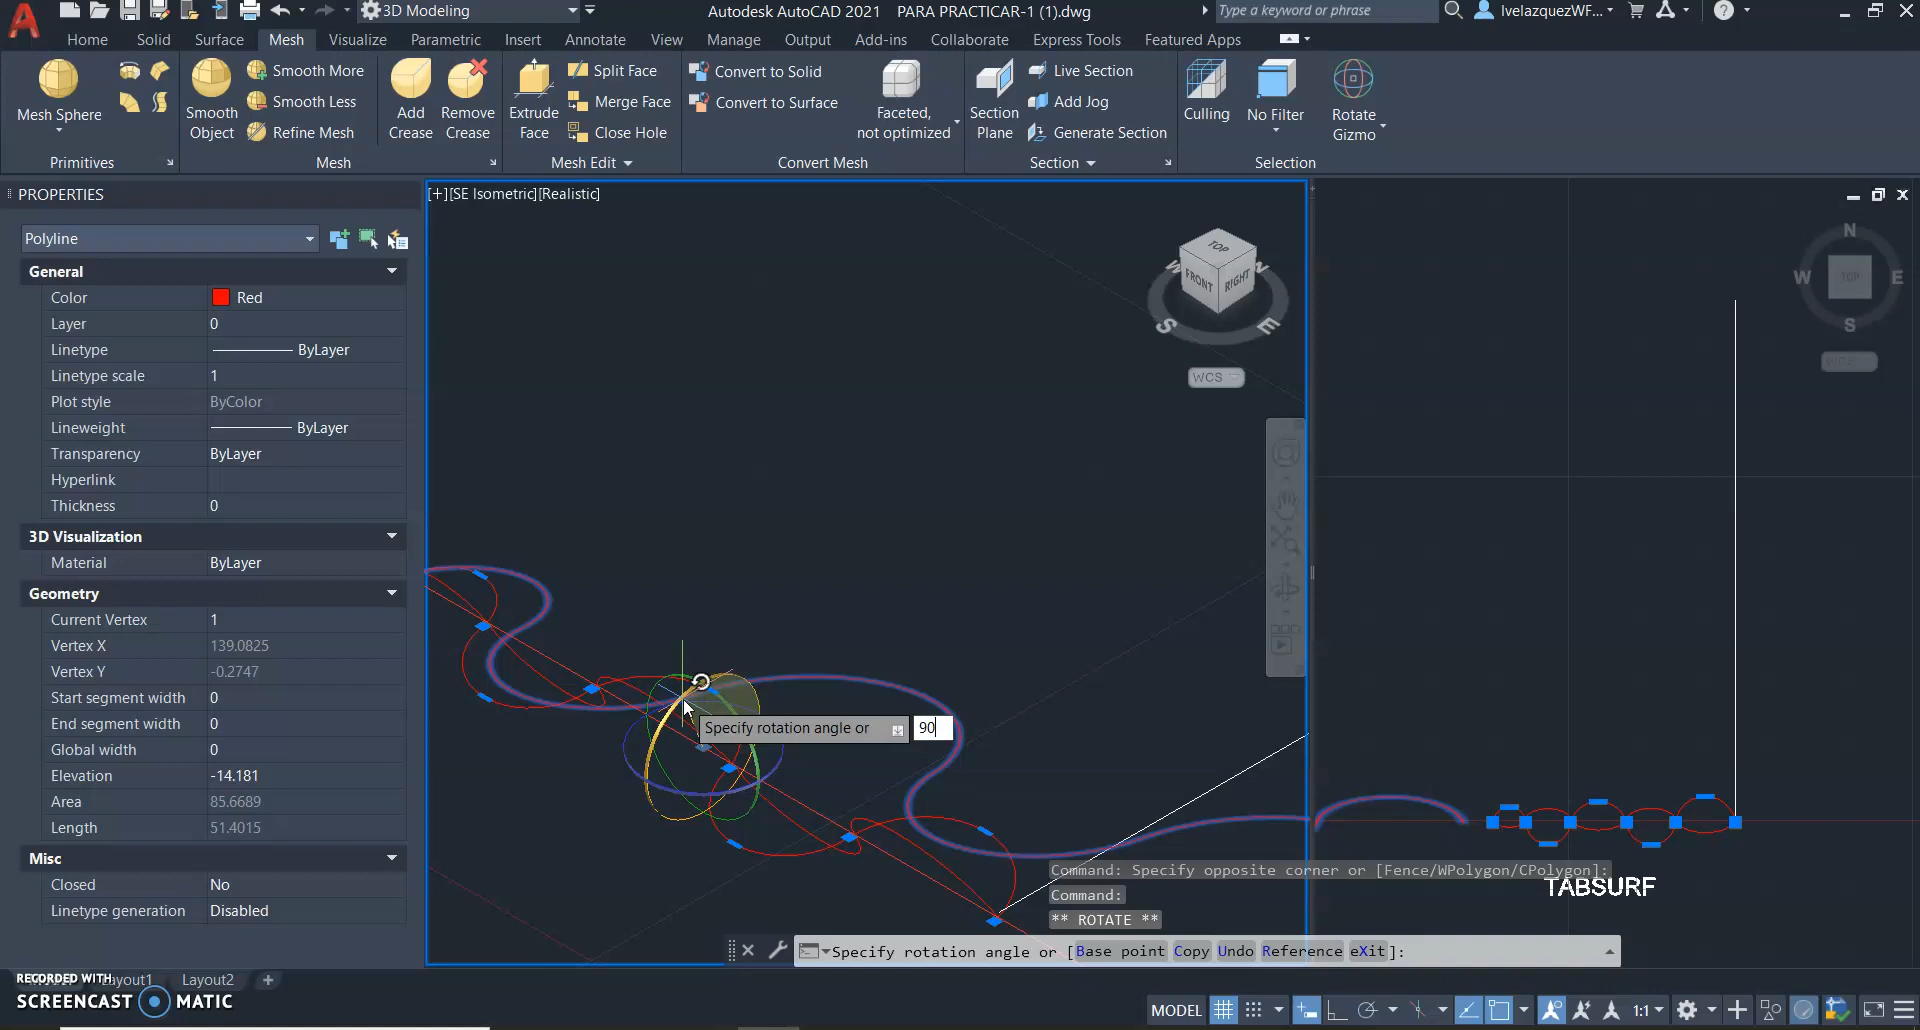 3D Modeling
Autodesk AutoCAD 2021 PARA PRACTICAR-1 (1).dwg
Type a keyword or phrase
lvelazquezWF...
Home Solid Surface Mesh Visualize Parametric Insert Annotate View Manage Output Add-ins Collaborate Express Tools Featured Apps
Mesh Sphere
Smooth Object
Smooth More
Smooth Less
Refine Mesh
Add Crease
Remove Crease
Extrude Face
Split Face
Merge Face
Close Hole
Convert to Solid
Convert to Surface
Faceted, not optimized
Section Plane
Live Section
Add Jog
Generate Section
Culling
No Filter
Rotate Gizmo
Primitives Mesh Mesh Edit Convert Mesh Section Selection
PROPERTIES
Polyline
General
Color Red
Layer 0
Linetype ByLayer
Linetype scale 1
Plot style ByColor
Lineweight ByLayer
Transparency ByLayer
Hyperlink
Thickness 0
3D Visualization
Material ByLayer
Geometry
Current Vertex 1
Vertex X 139.0825
Vertex Y -0.2747
Start segment width 0
End segment width 0
Global width 0
Elevation -14.181
Area 85.6689
Length 51.4015
Misc
Closed No
Linetype generation Disabled
[+][SE Isometric][Realistic]
TOP
FRONT RIGHT
W N
S E
WCS
N
W TOP E
S
WCS
Specify rotation angle or 90
TABSURF
Command: Specify opposite corner or [Fence/WPolygon/CPolygon]:
Command:
** ROTATE **
Specify rotation angle or [Base point Copy Undo Reference eXit]:
Layout1 Layout2 +
RECORDED WITH
SCREENCAST MATIC
MODEL 1:1